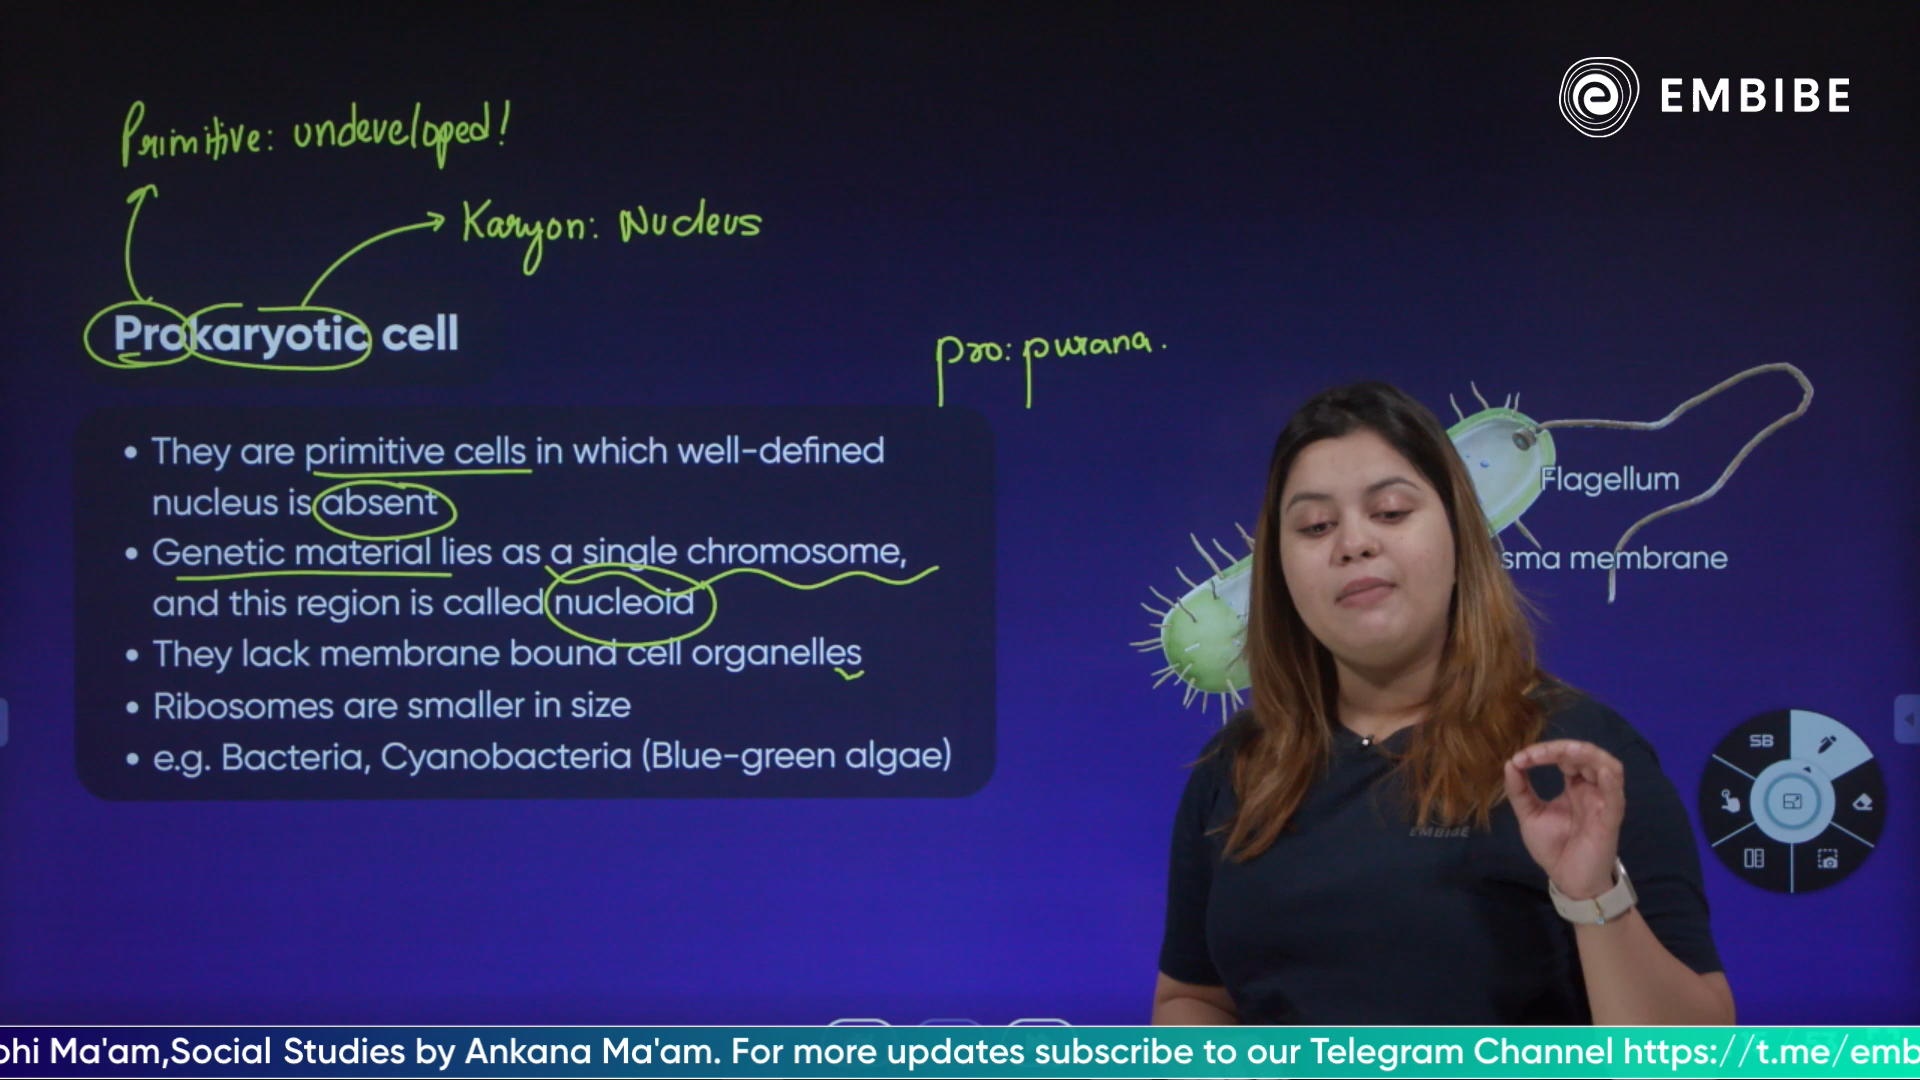 EMBIBE
Primitive: undeveloped!
Karyon: Nucleus
Prokaryotic cell
pro: purana.
• They are primitive cells in which well-defined
nucleus is absent
• Genetic material lies as a single chromosome,
and this region is called nucleoid
• They lack membrane bound cell organelles
• Ribosomes are smaller in size
• e.g. Bacteria, Cyanobacteria (Blue-green algae)
Flagellum
sma membrane
SB
EMBIBE
phi Ma'am,Social Studies by Ankana Ma'am. For more updates subscribe to our Telegram Channel https://t.me/emb